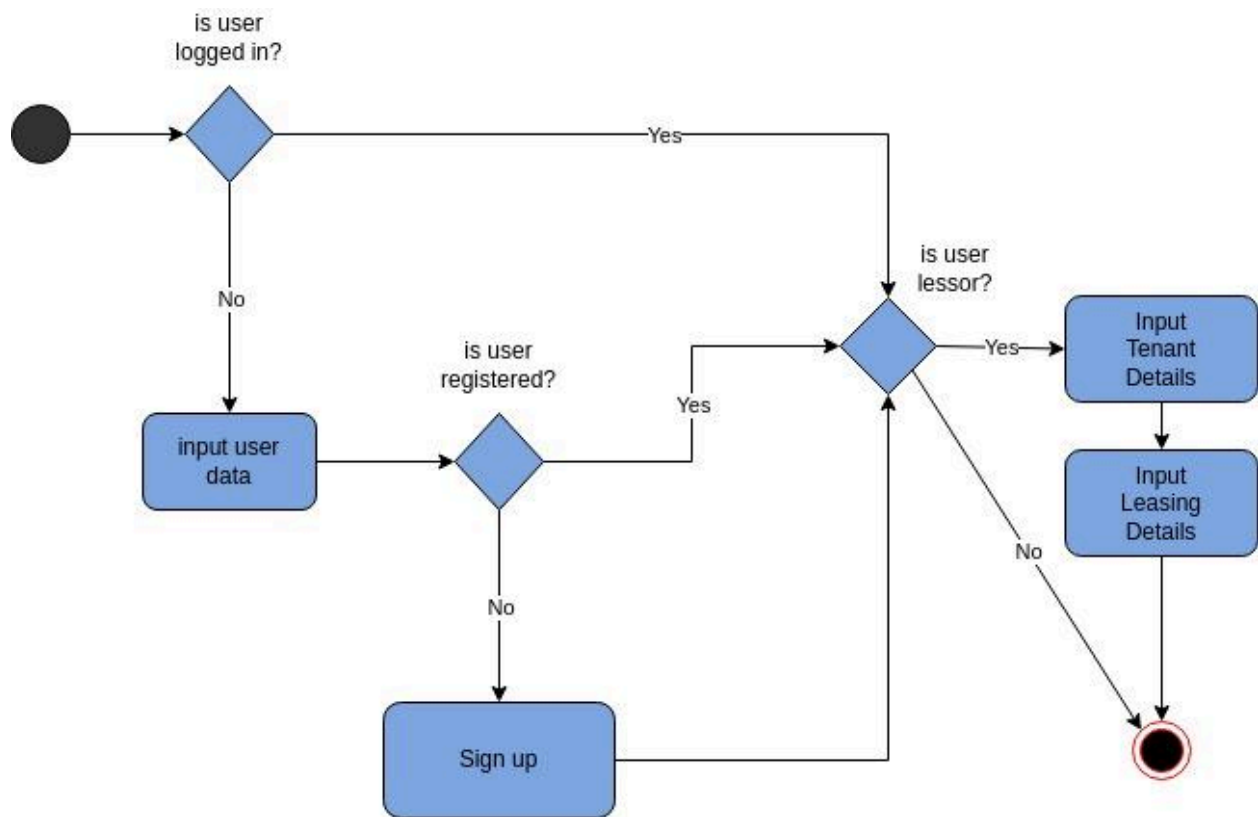 is user
logged in?
Yes
No
is user
lessor?
Yes
Input
Tenant
Details
is user
registered?
Yes
input user
data
Input
Leasing
Details
No
No
Sign up